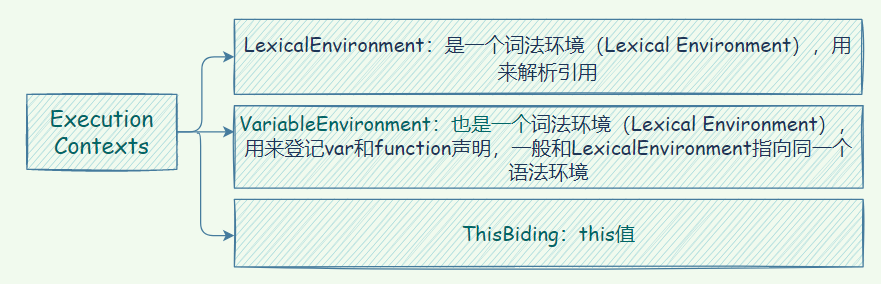 Execution
Contexts
LexicalEnvironment：是一个词法环境（Lexical Environment），用
来解析引用
VariableEnvironment：也是一个词法环境（Lexical Environment），
用来登记var和function声明，一般和LexicalEnvironment指向同一个
语法环境
ThisBiding：this值